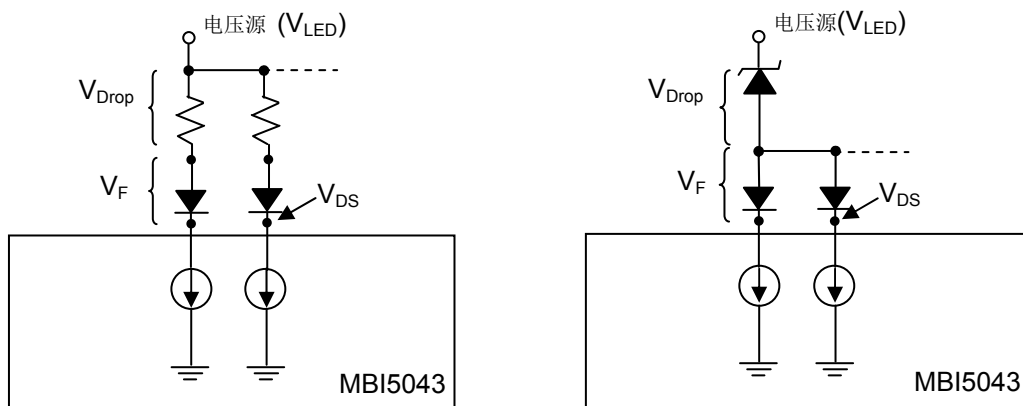 电压源 (VLED)
VDrop
VF
VDS
MBI5043
电压源(VLED)
VDrop
VF
VDS
MBI5043